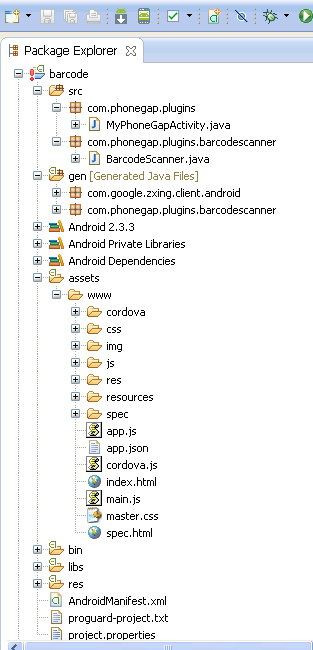 Package Explorer
barcode
src
com.phonegap.plugins
MyPhoneGapActivity.java
com.phonegap.plugins.barcodescanner
BarcodeScanner.java
gen [Generated Java Files]
com.google.zxing.client.android
com.phonegap.plugins.barcodescanner
Android 2.3.3
Android Private Libraries
Android Dependencies
assets
www
cordova
css
img
js
res
resources
spec
app.js
app.json
cordova.js
index.html
main.js
master.css
spec.html
bin
libs
res
AndroidManifest.xml
proguard-project.txt
project.properties